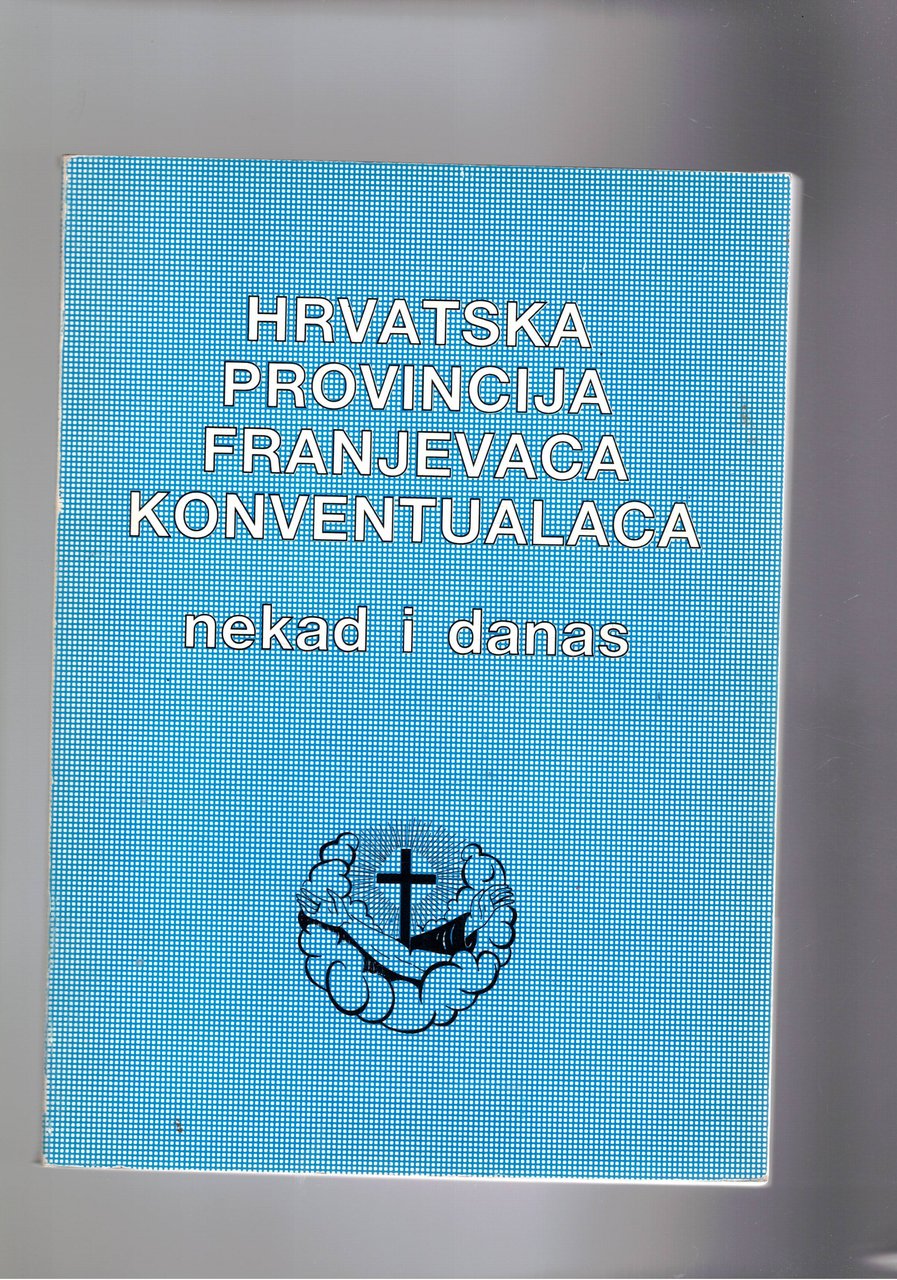 HRVATSKA
PROVINCIJA
FRANJEVACA
KONVENTUALACA
nekad i danas